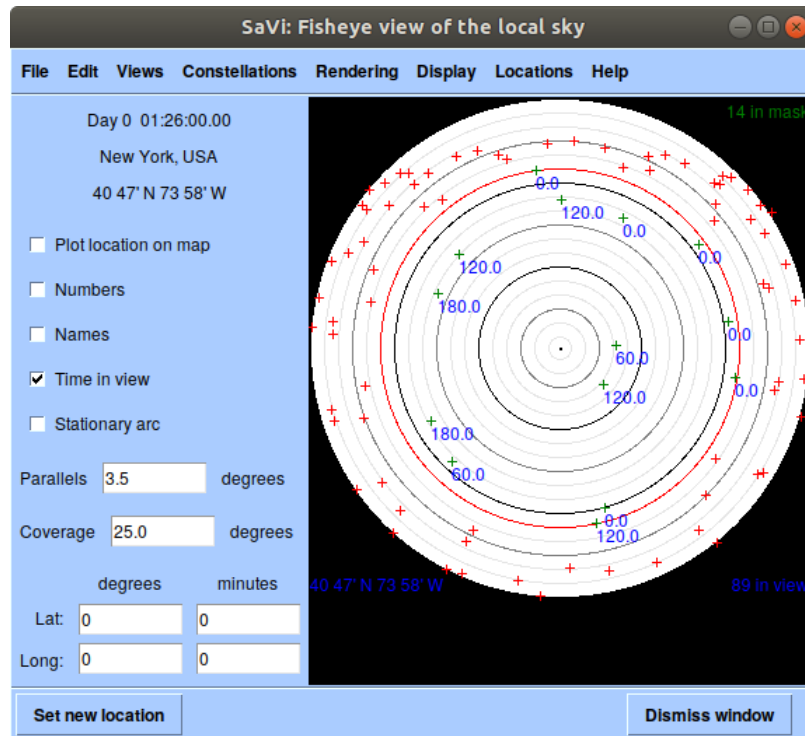 SaVi: Fisheye view of the local sky
File Edit Views Constellations Rendering Display Locations Help
Day 0 01:26:00.00
New York, USA
40 47' N 73 58' W
Plot location on map
Numbers
Names
Time in view
Stationary arc
Parallels 3.5 degrees
Coverage 25.0 degrees
degrees minutes
Lat: 0 0
Long: 0 0
14 in mask
0.0
120.0
0.0
0.0
120.0
180.0
0.0
60.0
0.0
120.0
180.0
60.0
0.0
120.0
40 47' N 73 58' W
89 in view
Set new location
Dismiss window